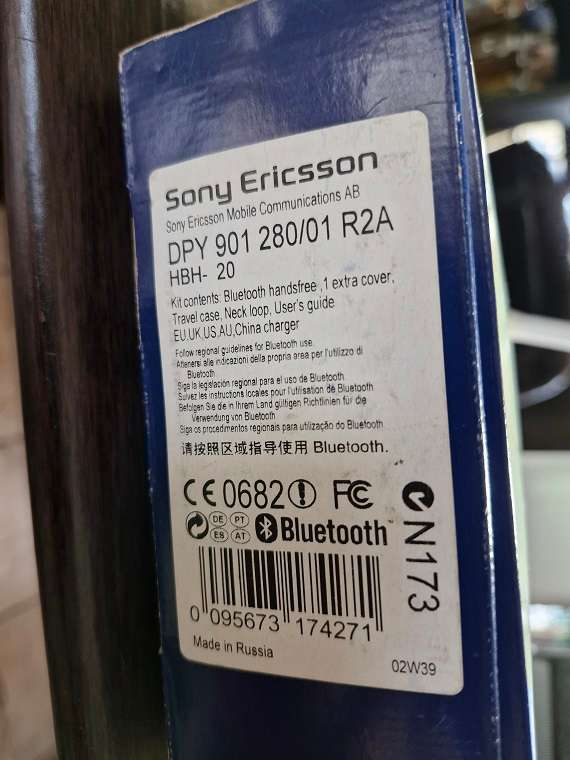 Sony Ericsson
Sony Ericsson Mobile Communications AB
DPY 901 280/01 R2A
HBH- 20
Kit contents: Bluetooth handsfree ,1 extra cover,
Travel case, Neck loop, User's guide
EU,UK,US,AU,China charger
Follow regional guidelines for Bluetooth use.
Attenersi alle indicazioni della propria area per l'utilizzo di
Bluetooth
Siga la legislación regional para el uso de Bluetooth
Suivez les instructions locales pour l'utilisation de Bluetooth
Befolgen Sie die in Ihrem Land gültigen Richtlinien für die
Verwendung von Bluetooth
Siga os procedimentos regionais para utilização do Bluetooth
请按照区域指导使用 Bluetooth.
CE0682 FC
N173
DE PT
ES AT
Bluetooth™
0 095673 174271
Made in Russia
02W39